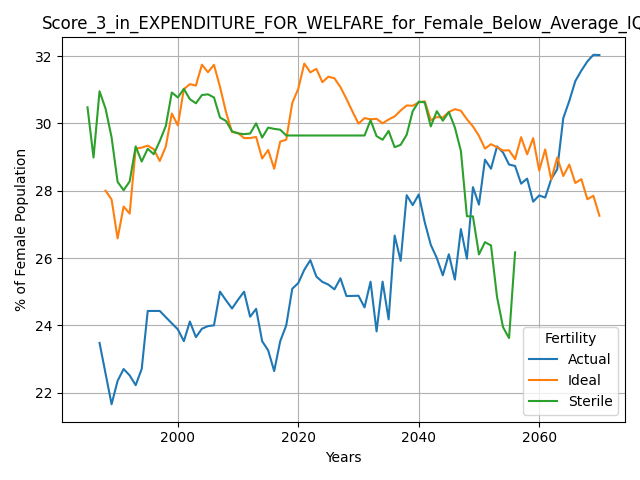 Score_3_in_EXPENDITURE_FOR_WELFARE_for_Female_Below_Average_IQ
32
30
28
26
24
22
% of Female Population
2000
2020
2040
2060
Years
Fertility
Actual
Ideal
Sterile